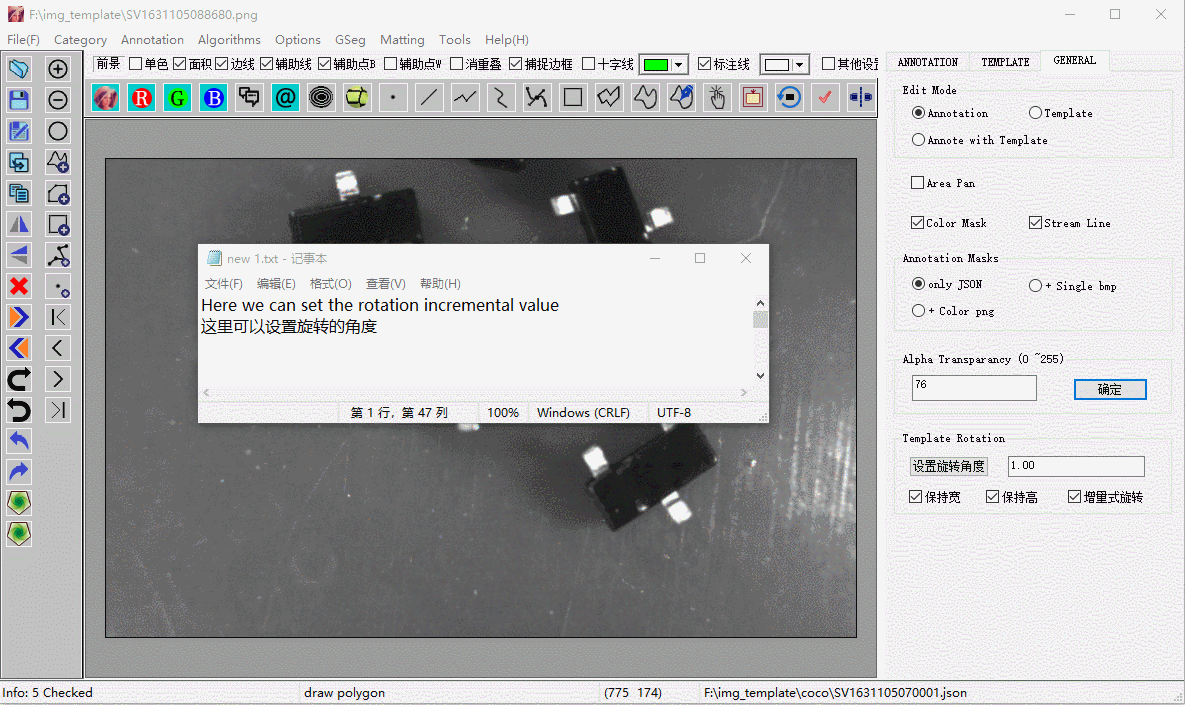 F:\img_template\SV1631105088680.png
File(F) Category Annotation Algorithms Options GSeg Matting Tools Help(H)
前景 单色 面积 边线 辅助线 辅助点B 辅助点W 消重叠 捕捉边框 十字线 标注线 其他设
R G B @
ANNOTATION TEMPLATE GENERAL
Edit Mode
Annotation Template
Annote with Template
Area Pan
Color Mask Stream Line
Annotation Masks
only JSON + Single bmp
+ Color png
Alpha Transparancy (0 ~255)
76 确定
Template Rotation
设置旋转角度 1.00
保持宽 保持高 增量式旋转
new 1.txt - 记事本
文件(F) 编辑(E) 格式(O) 查看(V) 帮助(H)
Here we can set the rotation incremental value
这里可以设置旋转的角度
第 1 行，第 47 列 100% Windows (CRLF) UTF-8
Info: 5 Checked draw polygon (775 174) F:\img_template\coco\SV1631105070001.json